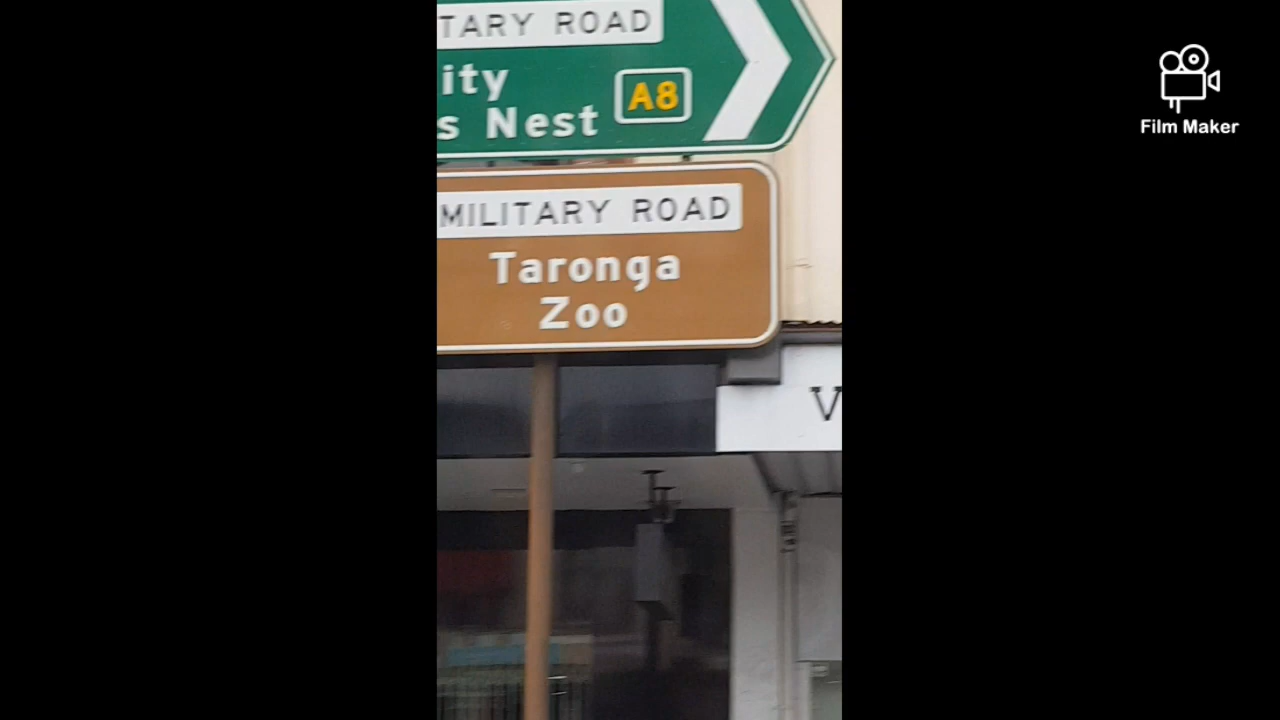 TARY ROAD
ity
s Nest
A8
MILITARY ROAD
Taronga
Zoo
V
Film Maker